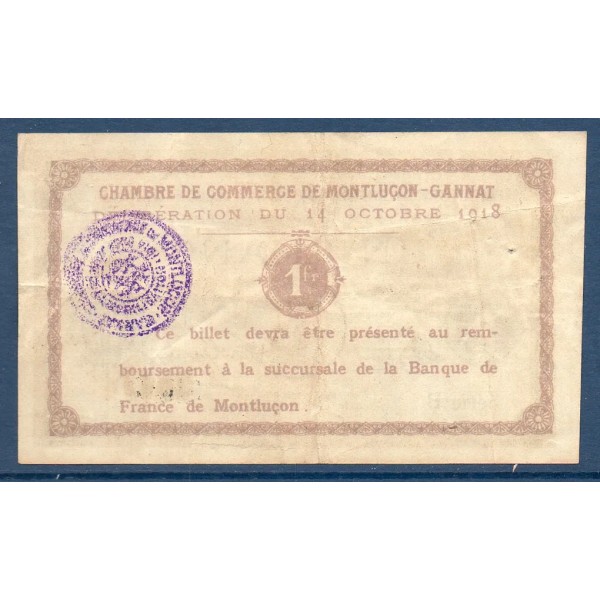 CHAMBRE DE COMMERCE DE MONTLUÇON-GANNAT
DÉLIBÉRATION DU 14 OCTOBRE 1918
1Fr
Ce billet devra être présenté au rem-
boursement à la succursale de la Banque de
France de Montluçon.